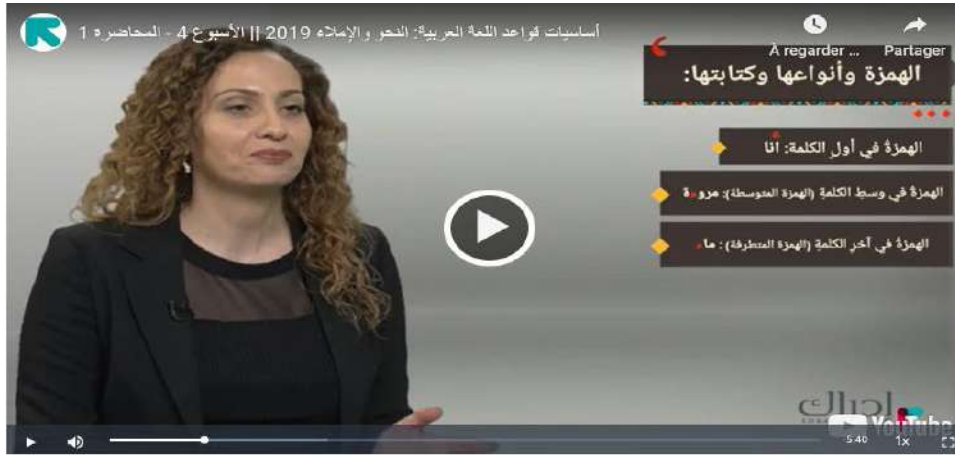 أساسيات قواعد اللغة العربية: النحو والإملاء 2019 || الأسبوع 4 - المحاضرة 1
À regarder ...
Partager
الهمزة وأنواعها وكتابتها:
الهمزةُ في أولِ الكلمة: أنا
الهمزةُ في وسطِ الكلمةِ (الهمزة المتوسطة): مروءة
الهمزةُ في آخرِ الكلمةِ (الهمزة المتطرفة): ماء
إدراك
YouTube
5:40
1x